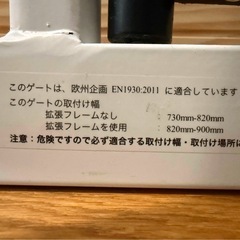 このゲートは、欧州企画 EN1930:2011 に適合しています
このゲートの取付け幅
拡張フレームなし : 730mm-820mm
拡張フレームを使用 : 820mm-900mm
注意:危険ですので必ず適合する取付け幅・取付け場所に